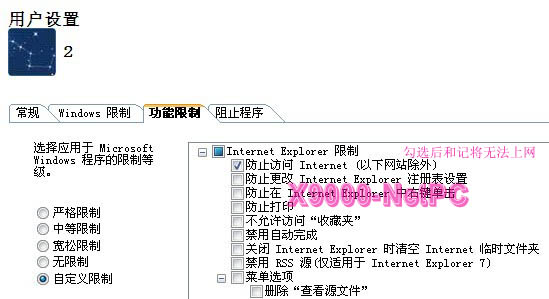 用户设置
2
常规 Windows 限制 功能限制 阻止程序
选择应用于 Microsoft
Windows 程序的限制等
级。
严格限制
中等限制
宽松限制
无限制
自定义限制
Internet Explorer 限制
勾选后和记将无法上网
防止访问 Internet (以下网站除外)
防止更改 Internet Explorer 注册表设置
防止在 Internet Explorer 中右键单击
X9000-NetPC
防止打印
不允许访问“收藏夹”
禁用自动完成
关闭 Internet Explorer 时清空 Internet 临时文件夹
禁用 RSS 源(仅适用于 Internet Explorer 7)
菜单选项
删除“查看源文件”